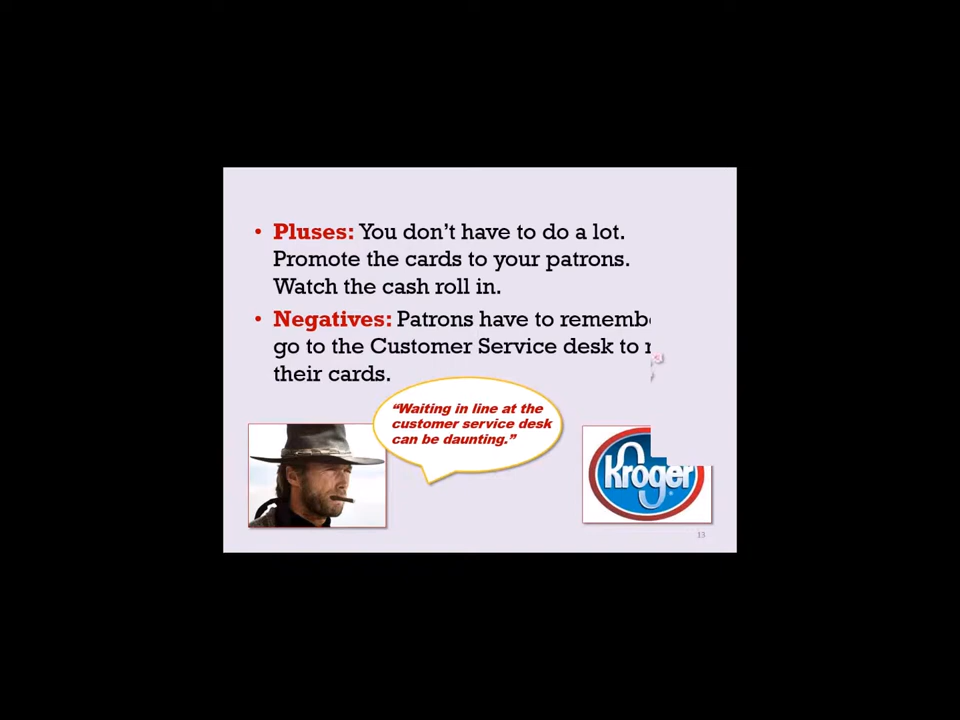 • Pluses: You don't have to do a lot.
Promote the cards to your patrons.
Watch the cash roll in.
• Negatives: Patrons have to
go to the Customer Service desk to
their cards.
"Waiting in line at the
customer service desk
can be daunting."
Kroger
13